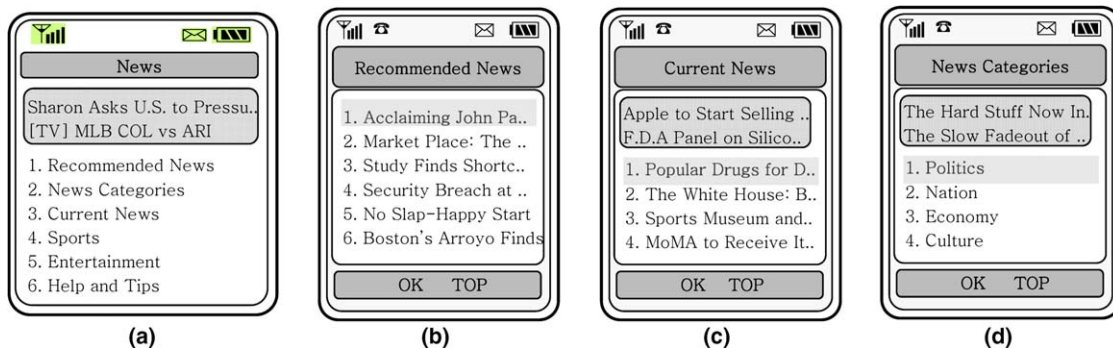 News
Sharon Asks U.S. to Pressu..
[TV] MLB COL vs ARI
1. Recommended News
2. News Categories
3. Current News
4. Sports
5. Entertainment
6. Help and Tips
(a)
Recommended News
1. Acclaiming John Pa..
2. Market Place: The ..
3. Study Finds Shortc..
4. Security Breach at ..
5. No Slap-Happy Start
6. Boston's Arroyo Finds
OK TOP
(b)
Current News
Apple to Start Selling ..
F.D.A Panel on Silico..
1. Popular Drugs for D..
2. The White House: B..
3. Sports Museum and..
4. MoMA to Receive It..
OK TOP
(c)
News Categories
The Hard Stuff Now In.
The Slow Fadeout of ..
1. Politics
2. Nation
3. Economy
4. Culture
OK TOP
(d)